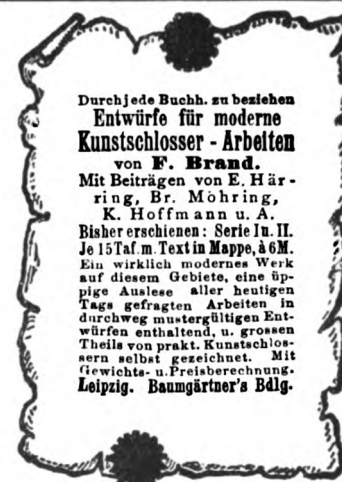 Durch jede Buchh. zu beziehen
Entwürfe für moderne
Kunstschlosser - Arbeiten
von F. Brand.
Mit Beiträgen von E. Här-
ring, Br. Möhring,
K. Hoffmann u. A.
Bisher erschienen: Serie I u. II.
Je 15 Taf. m. Text in Mappe, à 6 M.
Ein wirklich modernes Werk
auf diesem Gebiete, eine üp-
pige Auslese aller heutigen
Tags gefragten Arbeiten in
durchweg mustergültigen Ent-
würfen enthaltend, u. grossen
Theils von prakt. Kunstschlos-
sern selbst gezeichnet. Mit
Gewichts- u. Preisberechnung.
Leipzig. Baumgärtner's Bdlg.